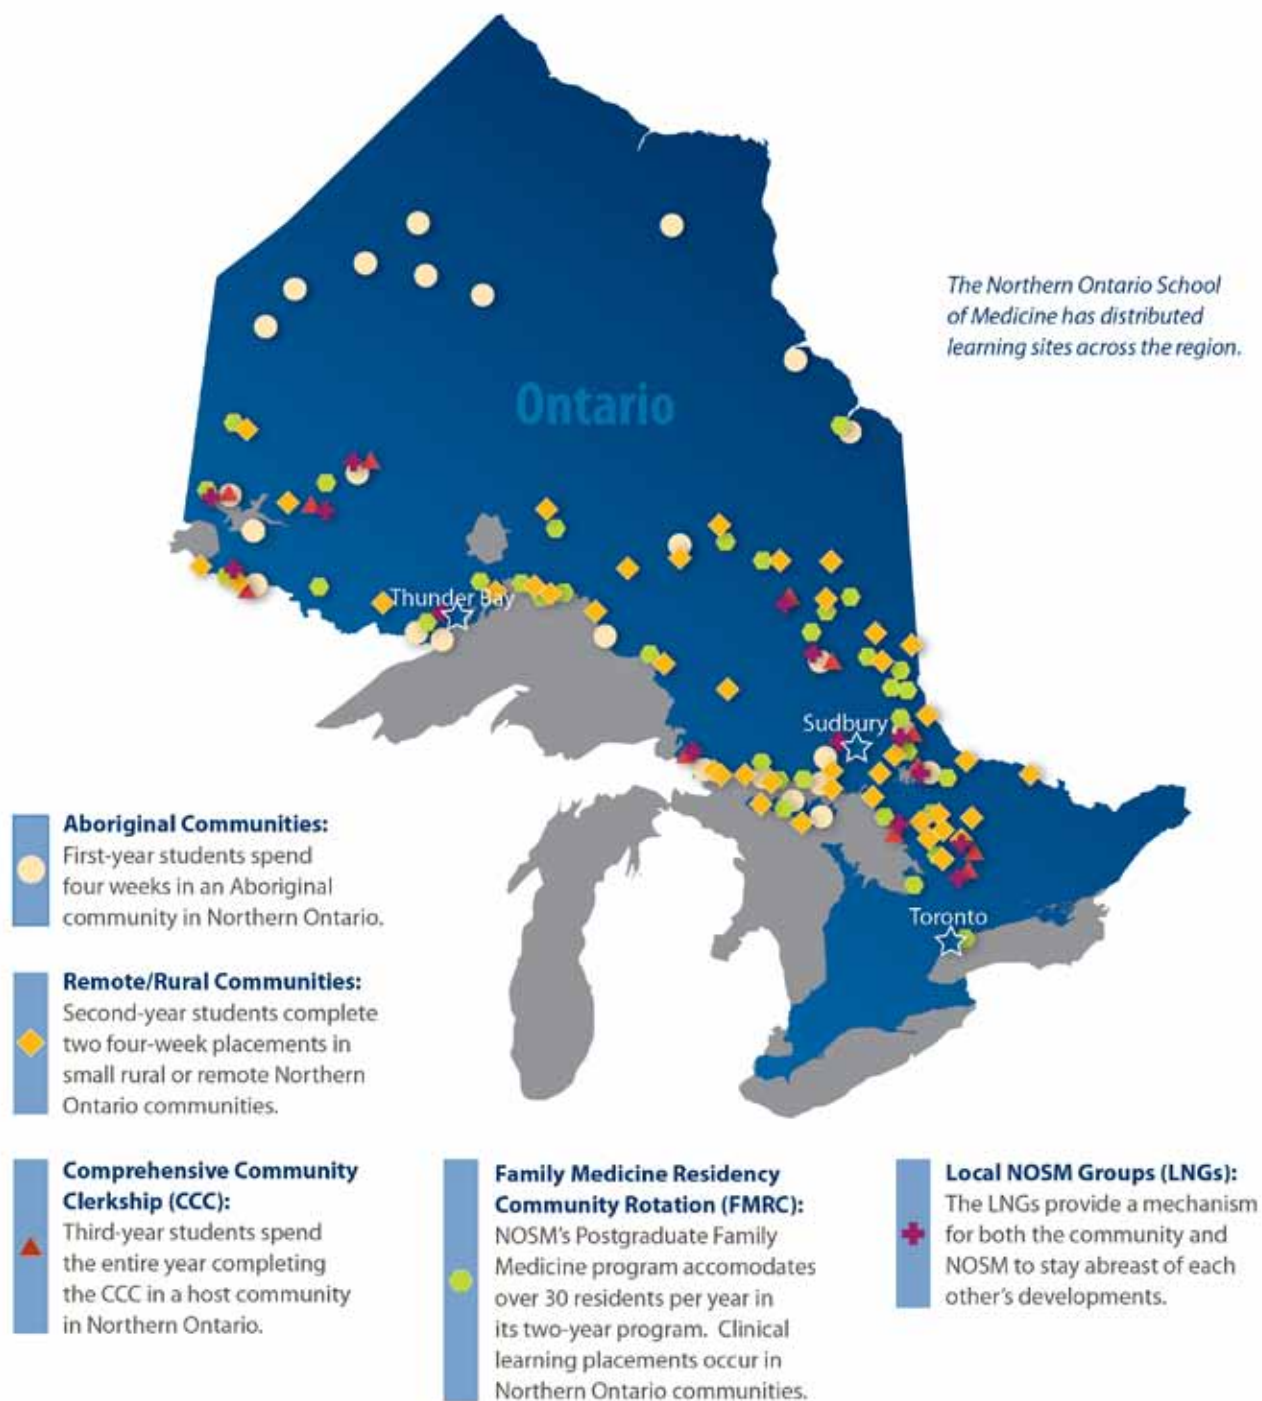 The Northern Ontario School
of Medicine has distributed
learning sites across the region.
Ontario
Thunder Bay
Sudbury
Toronto
Aboriginal Communities:
First-year students spend
four weeks in an Aboriginal
community in Northern Ontario.
Remote/Rural Communities:
Second-year students complete
two four-week placements in
small rural or remote Northern
Ontario communities.
Comprehensive Community
Clerkship (CCC):
Third-year students spend
the entire year completing
the CCC in a host community
in Northern Ontario.
Family Medicine Residency
Community Rotation (FMRC):
NOSM's Postgraduate Family
Medicine program accomodates
over 30 residents per year in
its two-year program. Clinical
learning placements occur in
Northern Ontario communities.
Local NOSM Groups (LNGs):
The LNGs provide a mechanism
for both the community and
NOSM to stay abreast of each
other's developments.